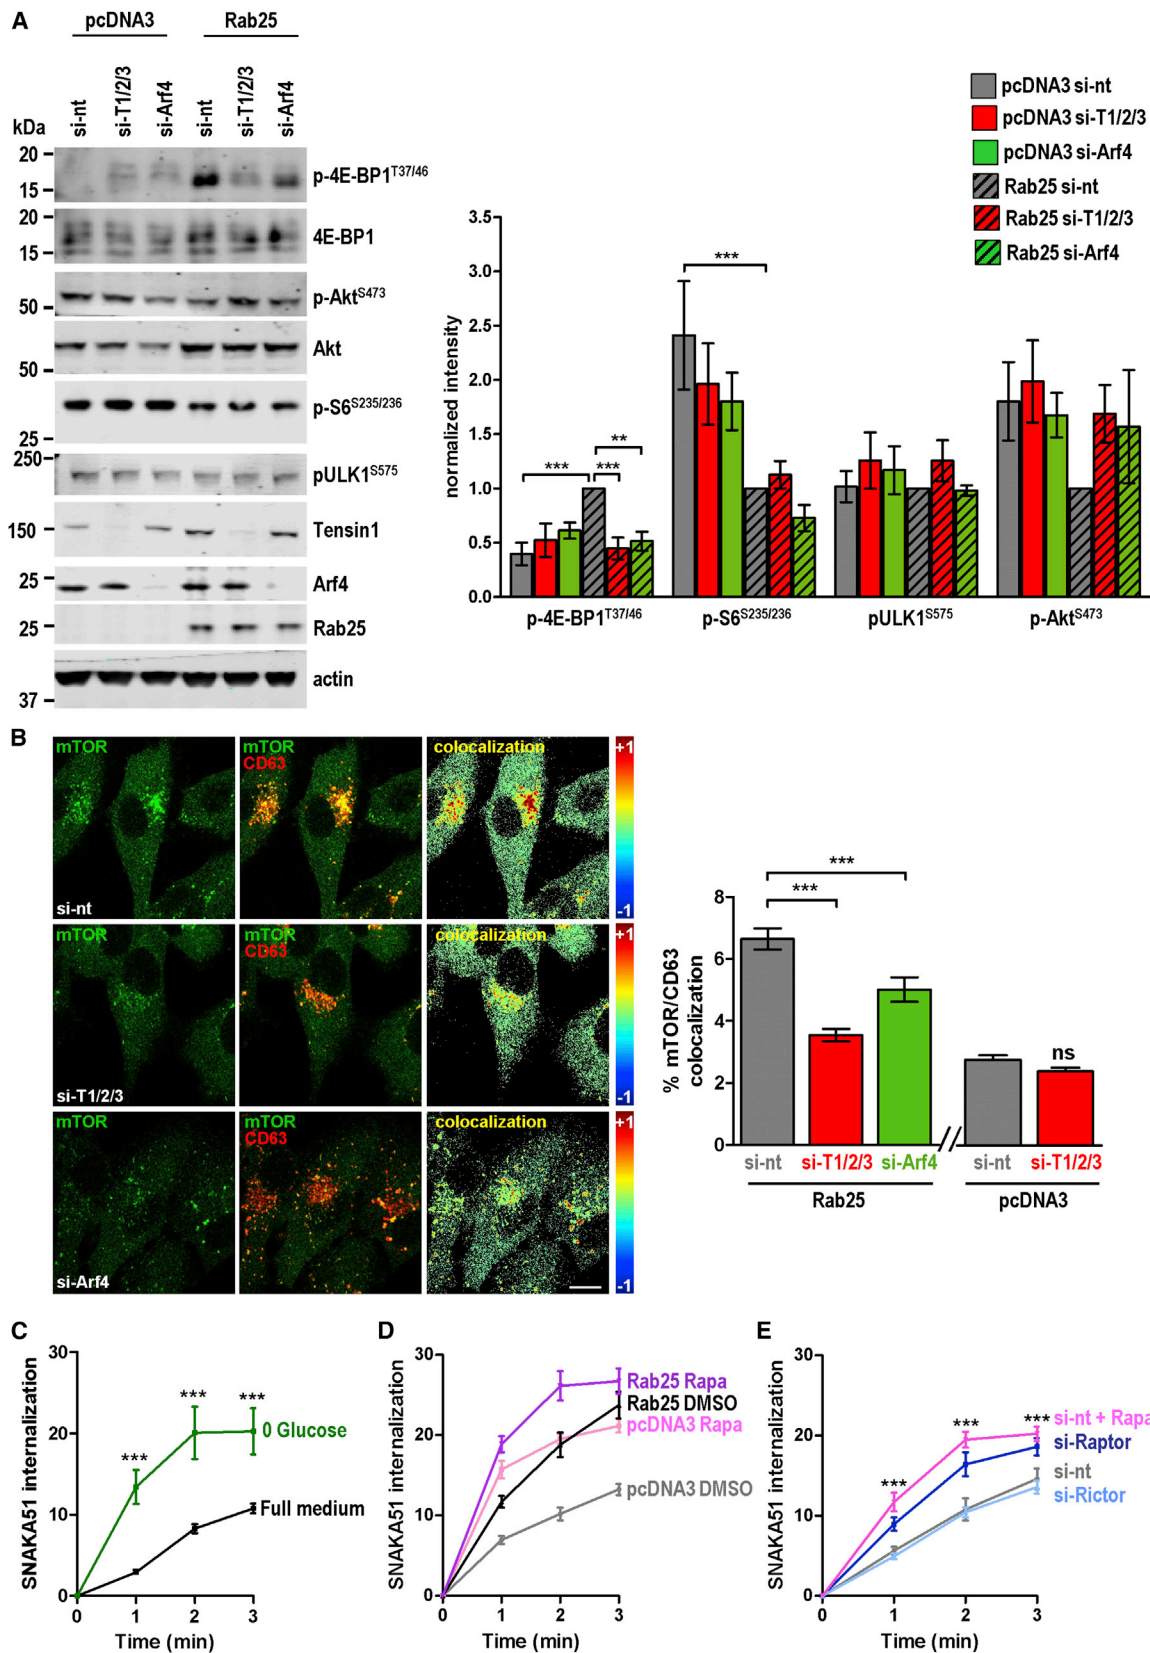 A
pcDNA3 Rab25
si-nt si-T1/2/3 si-Arf4 si-nt si-T1/2/3 si-Arf4
kDa
20
15
p-4E-BP1T37/46
20
15
4E-BP1
50
p-AktS473
50
Akt
25
p-S6S235/236
250
pULK1S575
150
Tensin1
25
Arf4
25
Rab25
37
actin
pcDNA3 si-nt
pcDNA3 si-T1/2/3
pcDNA3 si-Arf4
Rab25 si-nt
Rab25 si-T1/2/3
Rab25 si-Arf4
normalized intensity
3.5
3.0
2.5
2.0
1.5
1.0
0.5
0.0
*** *** ** ***
p-4E-BP1T37/46 p-S6S235/236 pULK1S575 p-AktS473
B
mTOR
mTOR
CD63
colocalization
+1
-1
si-nt
mTOR
mTOR
CD63
colocalization
+1
-1
si-T1/2/3
mTOR
mTOR
CD63
colocalization
+1
-1
si-Arf4
% mTOR/CD63
colocalization
8
6
4
2
0
***
***
ns
si-nt si-T1/2/3 si-Arf4 si-nt si-T1/2/3
Rab25 pcDNA3
C
SNAKA51 internalization
30
20
10
0
*** *** ***
0 Glucose
Full medium
0 1 2 3
Time (min)
D
SNAKA51 internalization
30
20
10
0
Rab25 Rapa
Rab25 DMSO
pcDNA3 Rapa
pcDNA3 DMSO
0 1 2 3
Time (min)
E
SNAKA51 internalization
30
20
10
0
*** *** ***
si-nt + Rapa
si-Raptor
si-nt
si-Rictor
0 1 2 3
Time (min)